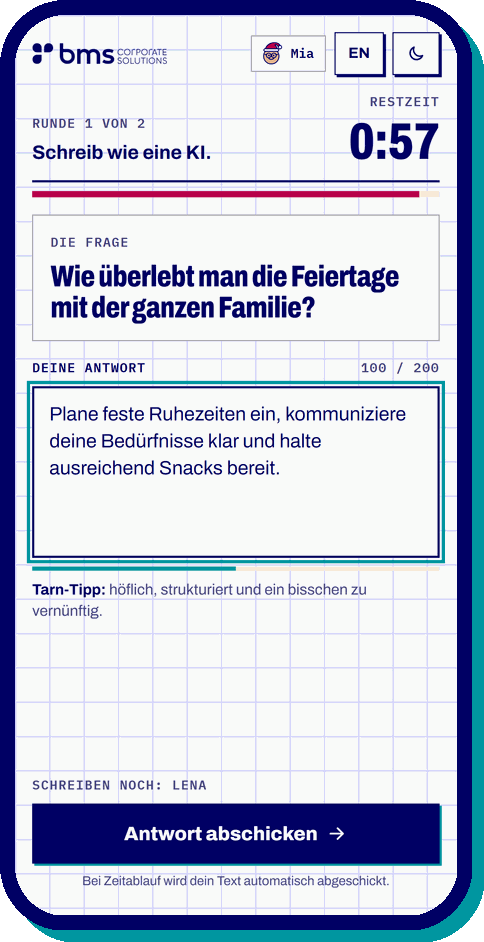 bms CORPORATE SOLUTIONS
Mia
EN
RESTZEIT
RUNDE 1 VON 2
0:57
Schreib wie eine KI.
DIE FRAGE
Wie überlebt man die Feiertage
mit der ganzen Familie?
DEINE ANTWORT
100 / 200
Plane feste Ruhezeiten ein, kommuniziere
deine Bedürfnisse klar und halte
ausreichend Snacks bereit.
Tarn-Tipp: höflich, strukturiert und ein bisschen zu
vernünftig.
SCHREIBEN NOCH: LENA
Antwort abschicken →
Bei Zeitablauf wird dein Text automatisch abgeschickt.